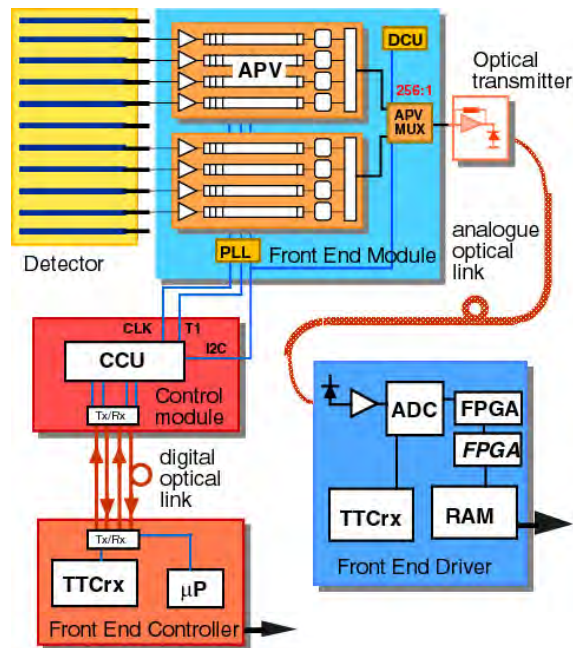 DCU
APV
256:1
APV
MUX
Optical
transmitter
PLL
Front End Module
Detector
analogue
optical
link
CLK
T1
I2C
CCU
Control
module
Tx/Rx
digital
optical
link
Tx/Rx
TTCrx
µP
Front End Controller
ADC
FPGA
FPGA
TTCrx
RAM
Front End Driver